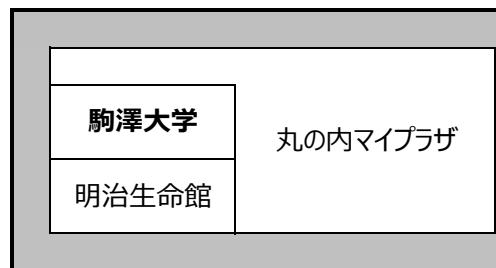 駒澤大学
丸の内マイプラザ
明治生命館